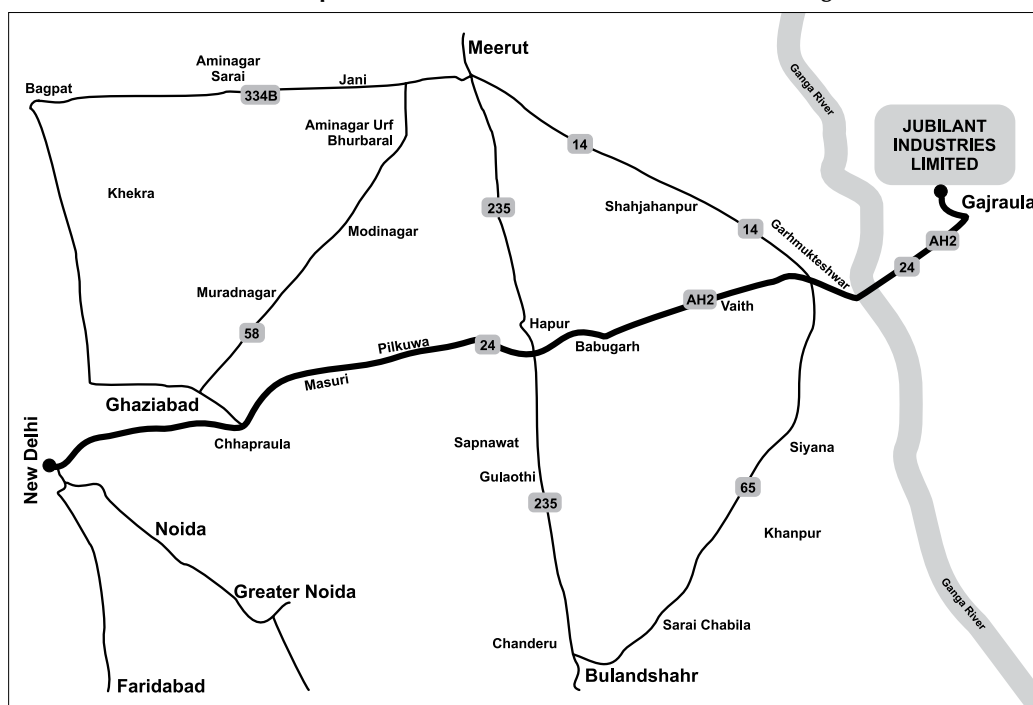 Meerut
Aminagar
Sarai
Jani
Bagpat
334B
Ganga River
JUBILANT
INDUSTRIES
LIMITED
Aminagar Urf
Bhurbaral
14
Khekra
235
Shahjahanpur
Gajraula
14
Garhmukteshwar
AH2
24
Modinagar
Muradnagar
AH2
Vaith
58
Hapur
Pilkuwa
24
Babugarh
Masuri
Ghaziabad
Chhapraula
Sapnawat
Siyana
New Delhi
Gulaothi
65
235
Noida
Khanpur
Greater Noida
Ganga River
Sarai Chabila
Chanderu
Bulandshahr
Faridabad